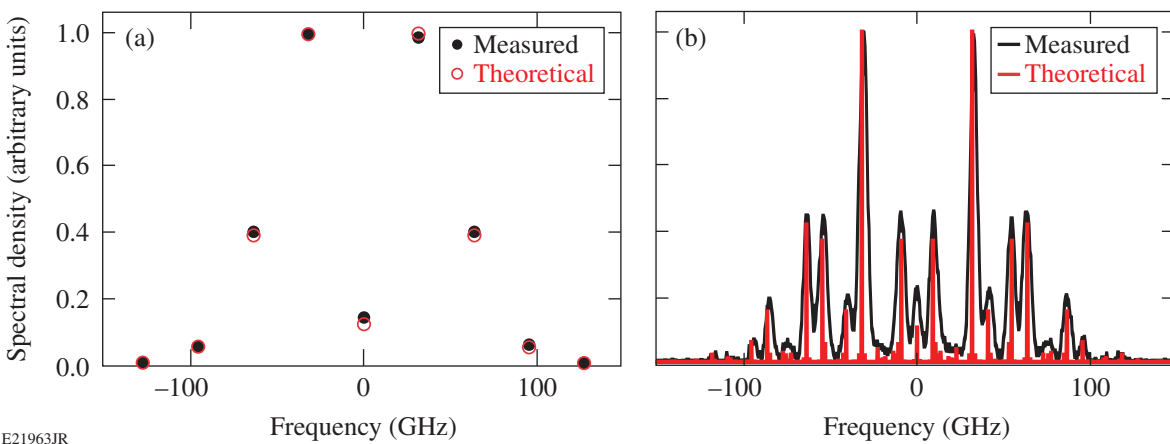 (a)
Measured
Theoretical
(b)
Measured
Theoretical
Spectral density (arbitrary units)
1.0
0.8
0.6
0.4
0.2
0.0
−100
0
100
−100
0
100
Frequency (GHz)
Frequency (GHz)
E21963JR